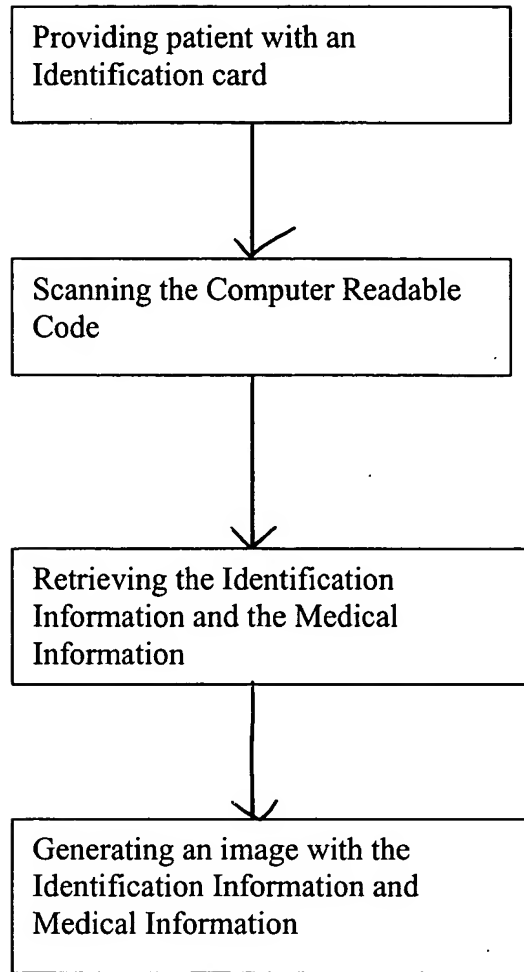 Providing patient with an
Identification card
Scanning the Computer Readable
Code
Retrieving the Identification
Information and the Medical
Information
Generating an image with the
Identification Information and
Medical Information